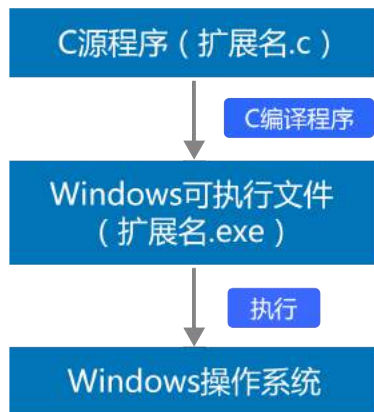 C源程序（扩展名.c）
C编译程序
Windows可执行文件
（扩展名.exe）
执行
Windows操作系统